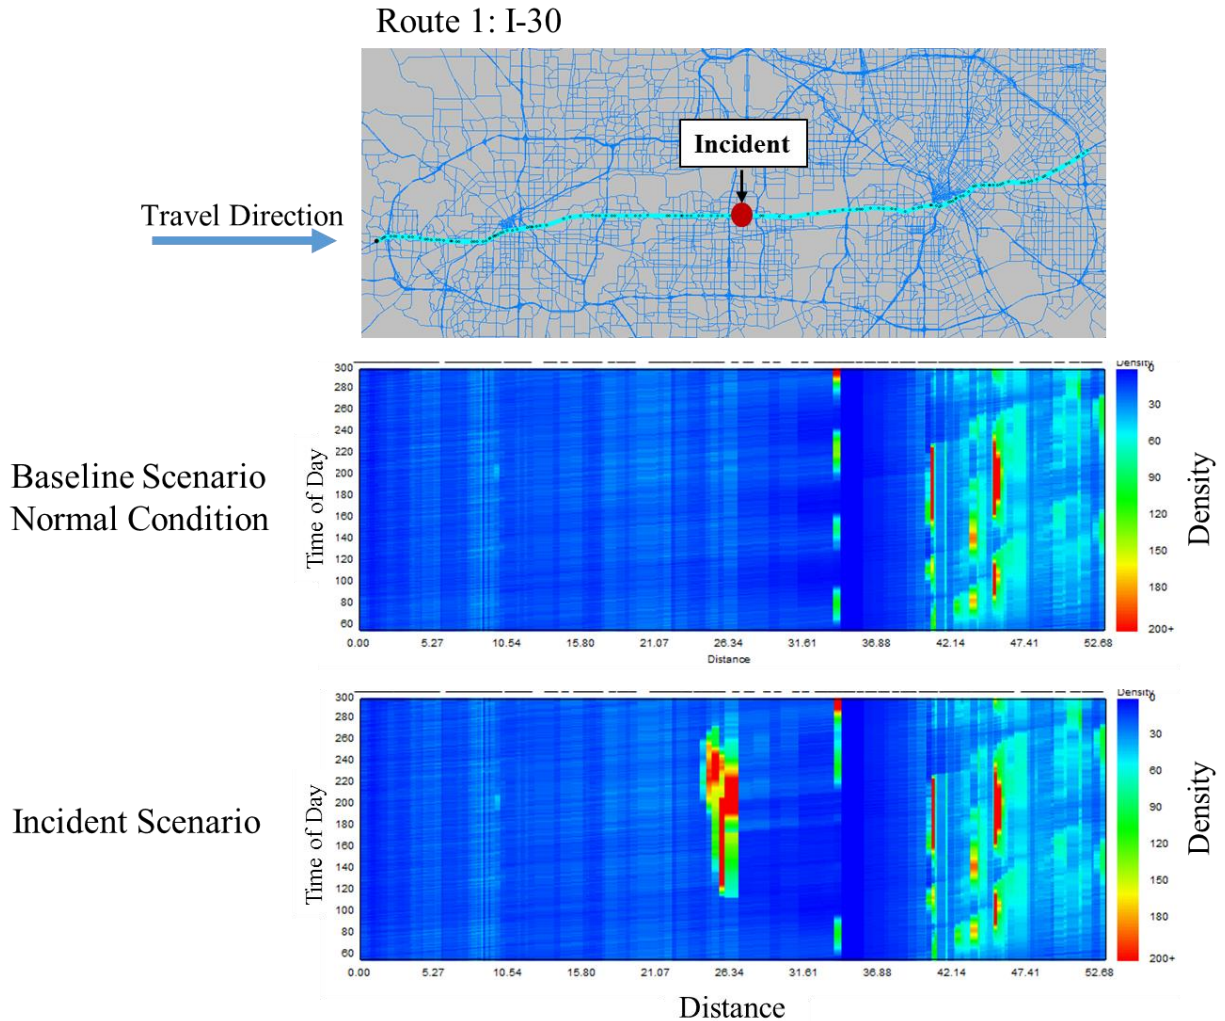 Route 1: I-30
Incident
Travel Direction
Baseline Scenario
Normal Condition
Time of Day
300
280
260
240
220
200
180
160
140
120
100
80
60
0.00 5.27 10.54 15.80 21.07 26.34 31.61 36.88 42.14 47.41 52.68
Distance
Density
0
30
60
90
120
150
180
200+
Density
Incident Scenario
Time of Day
300
280
260
240
220
200
180
160
140
120
100
80
60
0.00 5.27 10.54 15.80 21.07 26.34 31.61 36.88 42.14 47.41 52.68
Distance
Density
0
30
60
90
120
150
180
200+
Density